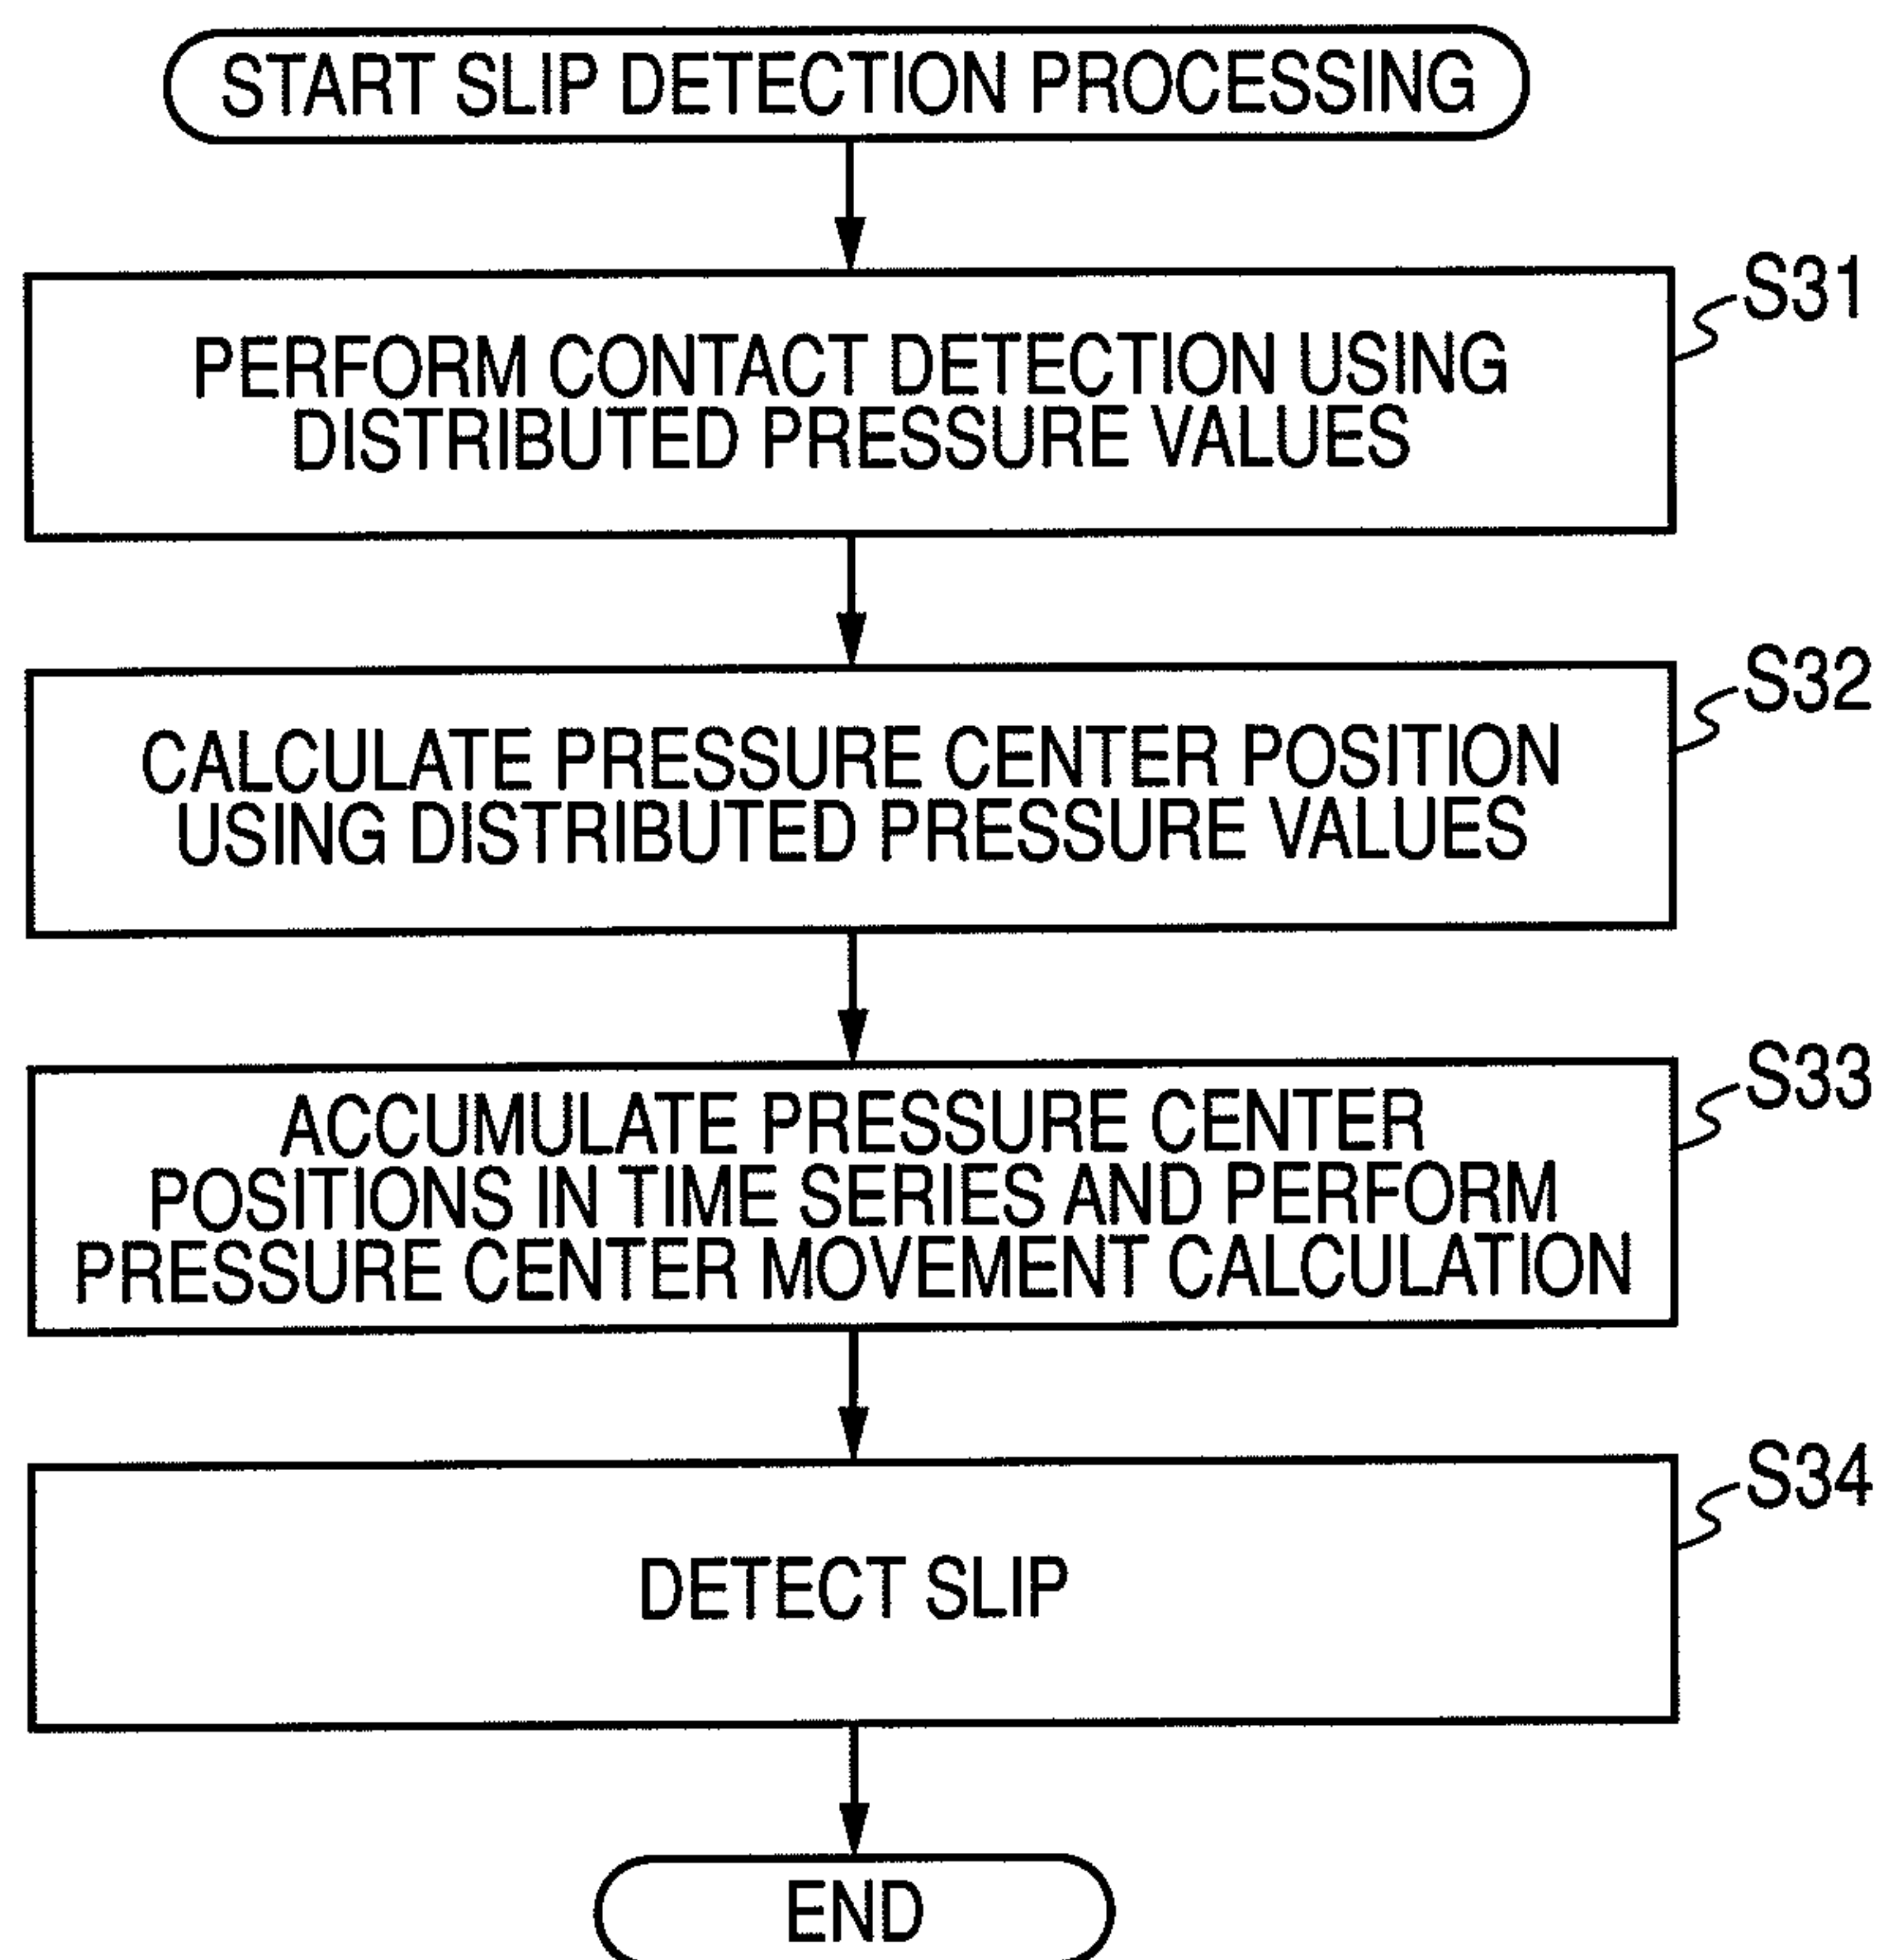 START SLIP DETECTION PROCESSING
S31
PERFORM CONTACT DETECTION USING
DISTRIBUTED PRESSURE VALUES
S32
CALCULATE PRESSURE CENTER POSITION
USING DISTRIBUTED PRESSURE VALUES
S33
ACCUMULATE PRESSURE CENTER
POSITIONS IN TIME SERIES AND PERFORM
PRESSURE CENTER MOVEMENT CALCULATION
S34
DETECT SLIP
END